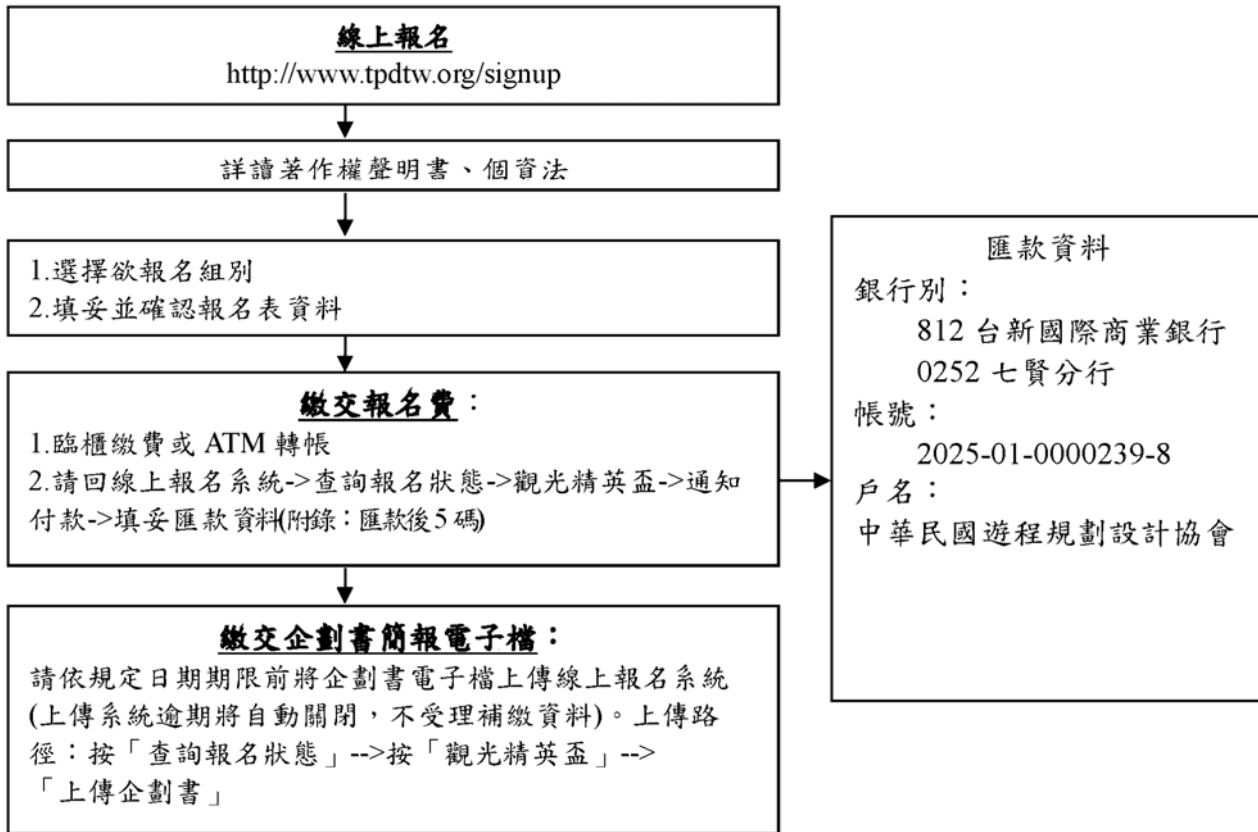 線上報名
http://www.tpdtw.org/signup
詳讀著作權聲明書、個資法
1.選擇欲報名組別
2.填妥並確認報名表資料
繳交報名費：
1.臨櫃繳費或 ATM 轉帳
2.請回線上報名系統->查詢報名狀態->觀光精英盃->通知
付款->填妥匯款資料(附錄：匯款後5碼)
繳交企劃書簡報電子檔：
請依規定日期期限前將企劃書電子檔上傳線上報名系統
(上傳系統逾期將自動關閉，不受理補繳資料)。上傳路
徑：按「查詢報名狀態」-->按「觀光精英盃」-->
「上傳企劃書」
匯款資料
銀行別：
812 台新國際商業銀行
0252 七賢分行
帳號：
2025-01-0000239-8
戶名：
中華民國遊程規劃設計協會